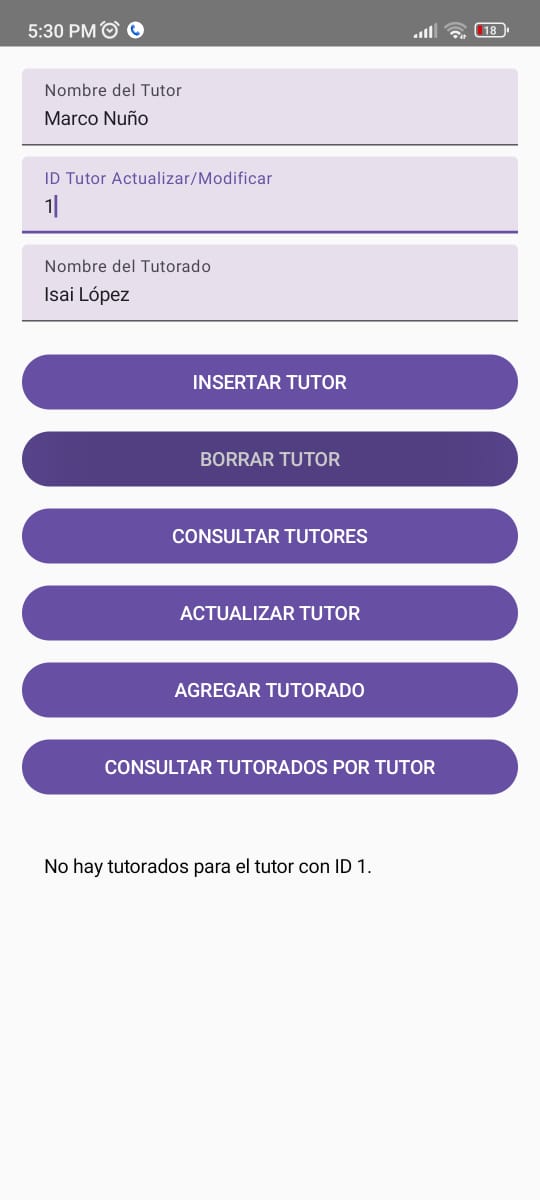 5:30 PM
18
Nombre del Tutor
Marco Nuño
ID Tutor Actualizar/Modificar
1
Nombre del Tutorado
Isai López
INSERTAR TUTOR
BORRAR TUTOR
CONSULTAR TUTORES
ACTUALIZAR TUTOR
AGREGAR TUTORADO
CONSULTAR TUTORADOS POR TUTOR
No hay tutorados para el tutor con ID 1.